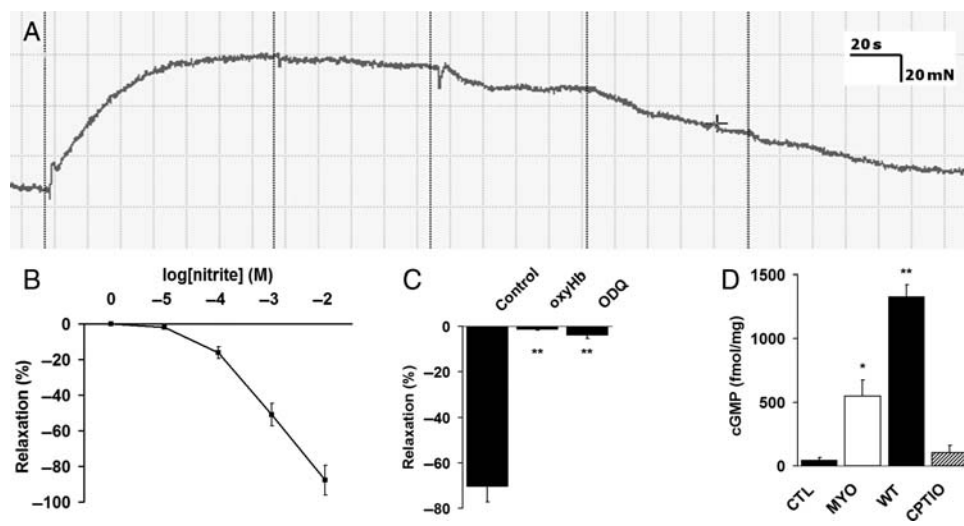 A
20 s
20 mN
B
log[nitrite] (M)
0 –5 –4 –3 –2
0
–20
–40
–60
–80
–100
Relaxation (%)
C
Control
oxyHb
ODQ
0
–20
–40
–60
–80
Relaxation (%)
** **
D
1500
1000
500
0
cGMP (fmol/mg)
*
**
CTL
MYO
WT
CPTIO